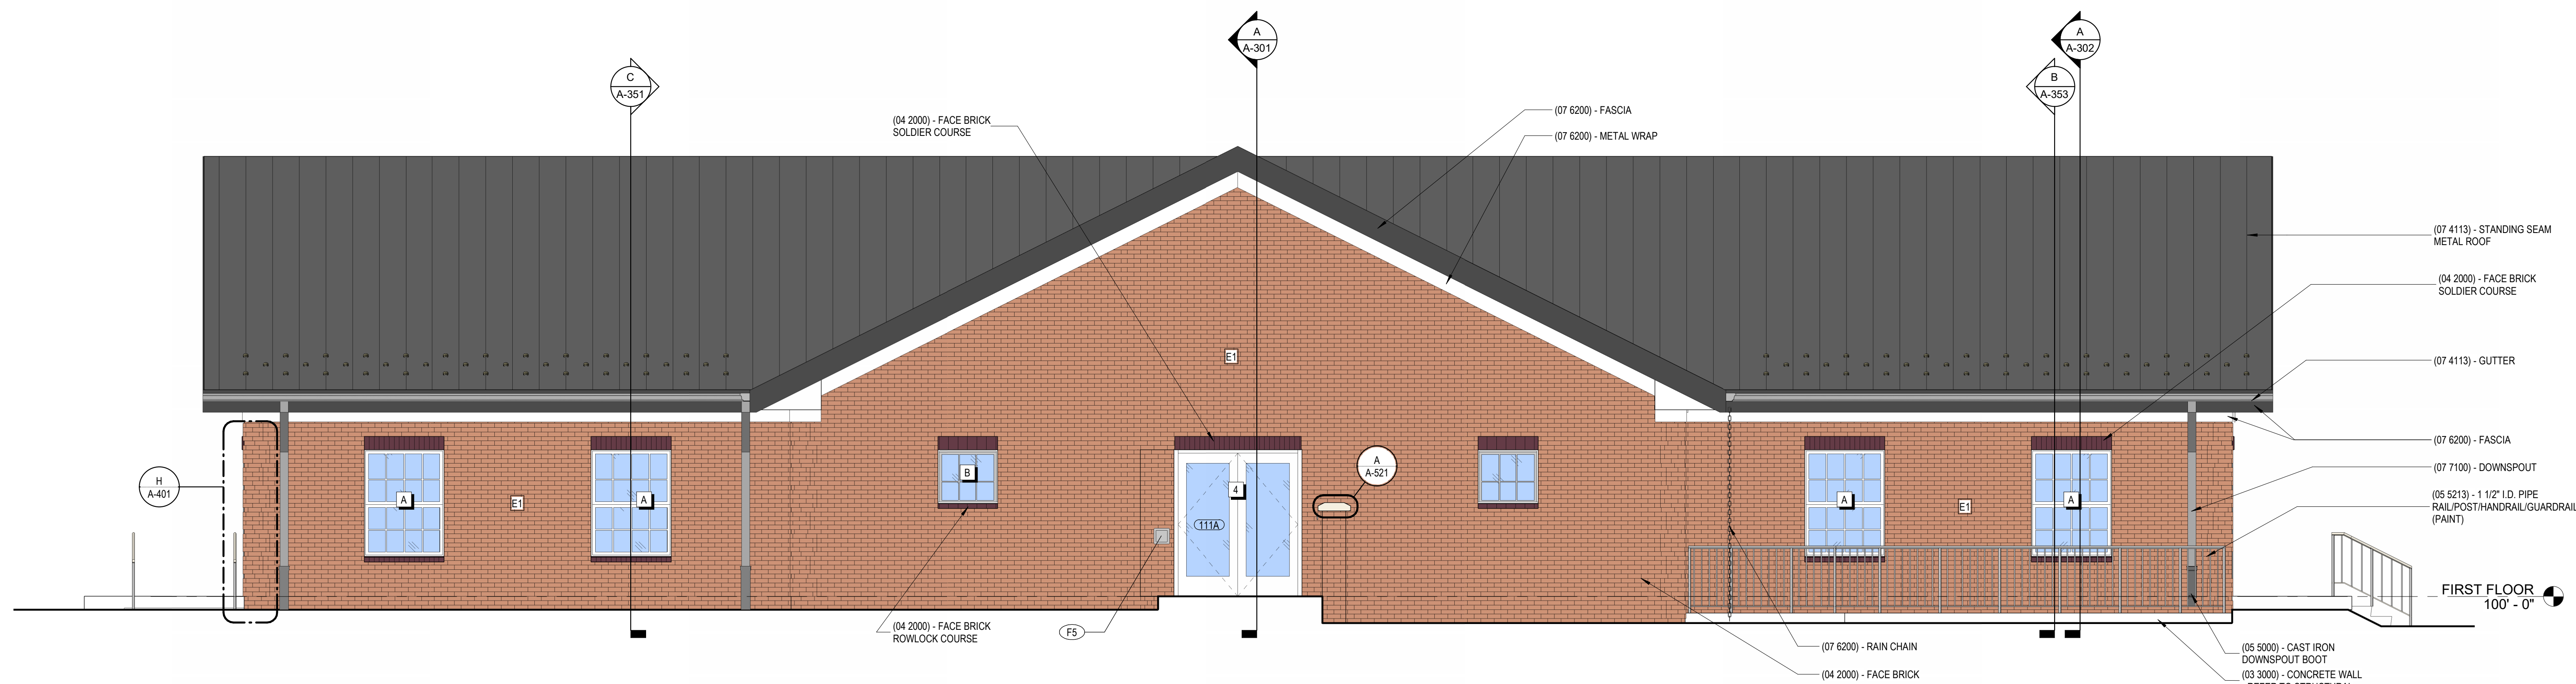 A
A-301
A
A-302
C
A-351
B
A-353
(07 6200) - FASCIA
(04 2000) - FACE BRICK
SOLDIER COURSE
(07 6200) - METAL WRAP
(07 4113) - STANDING SEAM
METAL ROOF
(04 2000) - FACE BRICK
SOLDIER COURSE
E1
(07 4113) - GUTTER
(07 6200) - FASCIA
A
A-521
(07 7100) - DOWNSPOUT
H
A-401
B
4
(05 5213) - 1 1/2" I.D. PIPE
RAIL/POST/HANDRAIL/GUARDRAIL
(PAINT)
A
E1
A
A
E1
A
111A
FIRST FLOOR
100' - 0"
(04 2000) - FACE BRICK
ROWLOCK COURSE
F5
(07 6200) - RAIN CHAIN
(05 5000) - CAST IRON
DOWNSPOUT BOOT
(04 2000) - FACE BRICK
(03 3000) - CONCRETE WALL